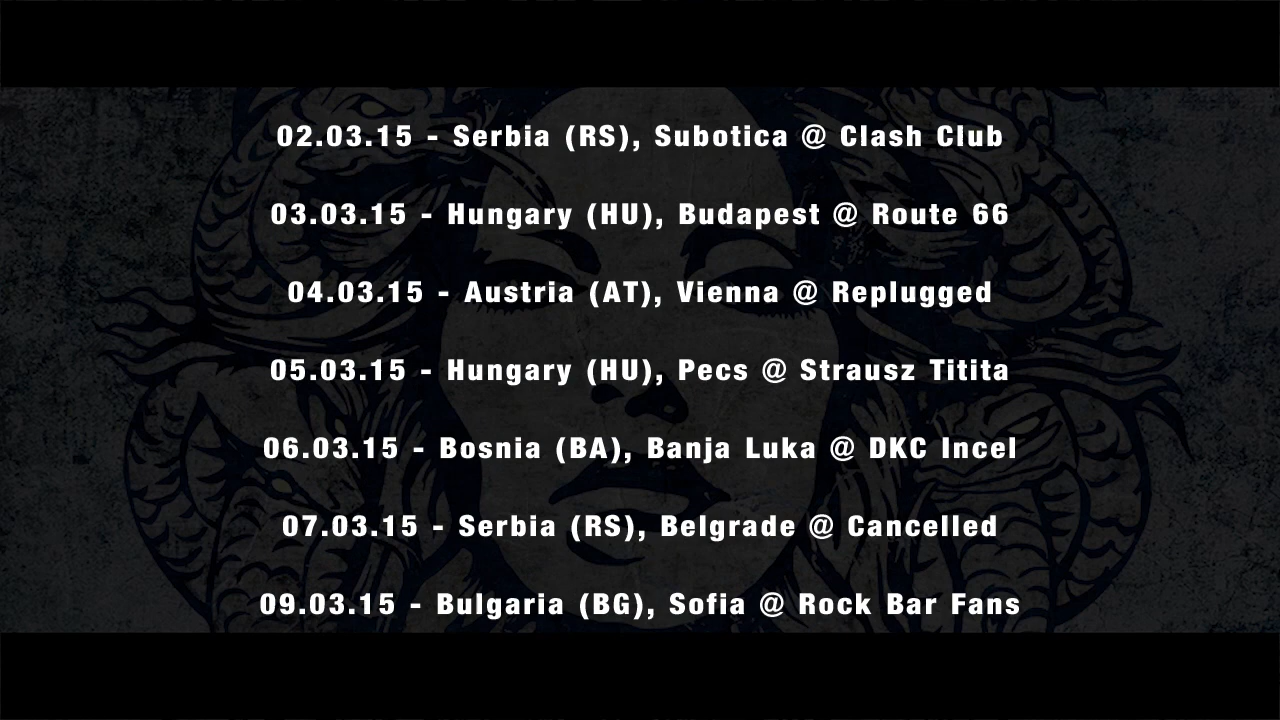 02.03.15 - Serbia (RS), Subotica @ Clash Club
03.03.15 - Hungary (HU), Budapest @ Route 66
04.03.15 - Austria (AT), Vienna @ Replugged
05.03.15 - Hungary (HU), Pecs @ Strausz Titita
06.03.15 - Bosnia (BA), Banja Luka @ DKC Incel
07.03.15 - Serbia (RS), Belgrade @ Cancelled
09.03.15 - Bulgaria (BG), Sofia @ Rock Bar Fans